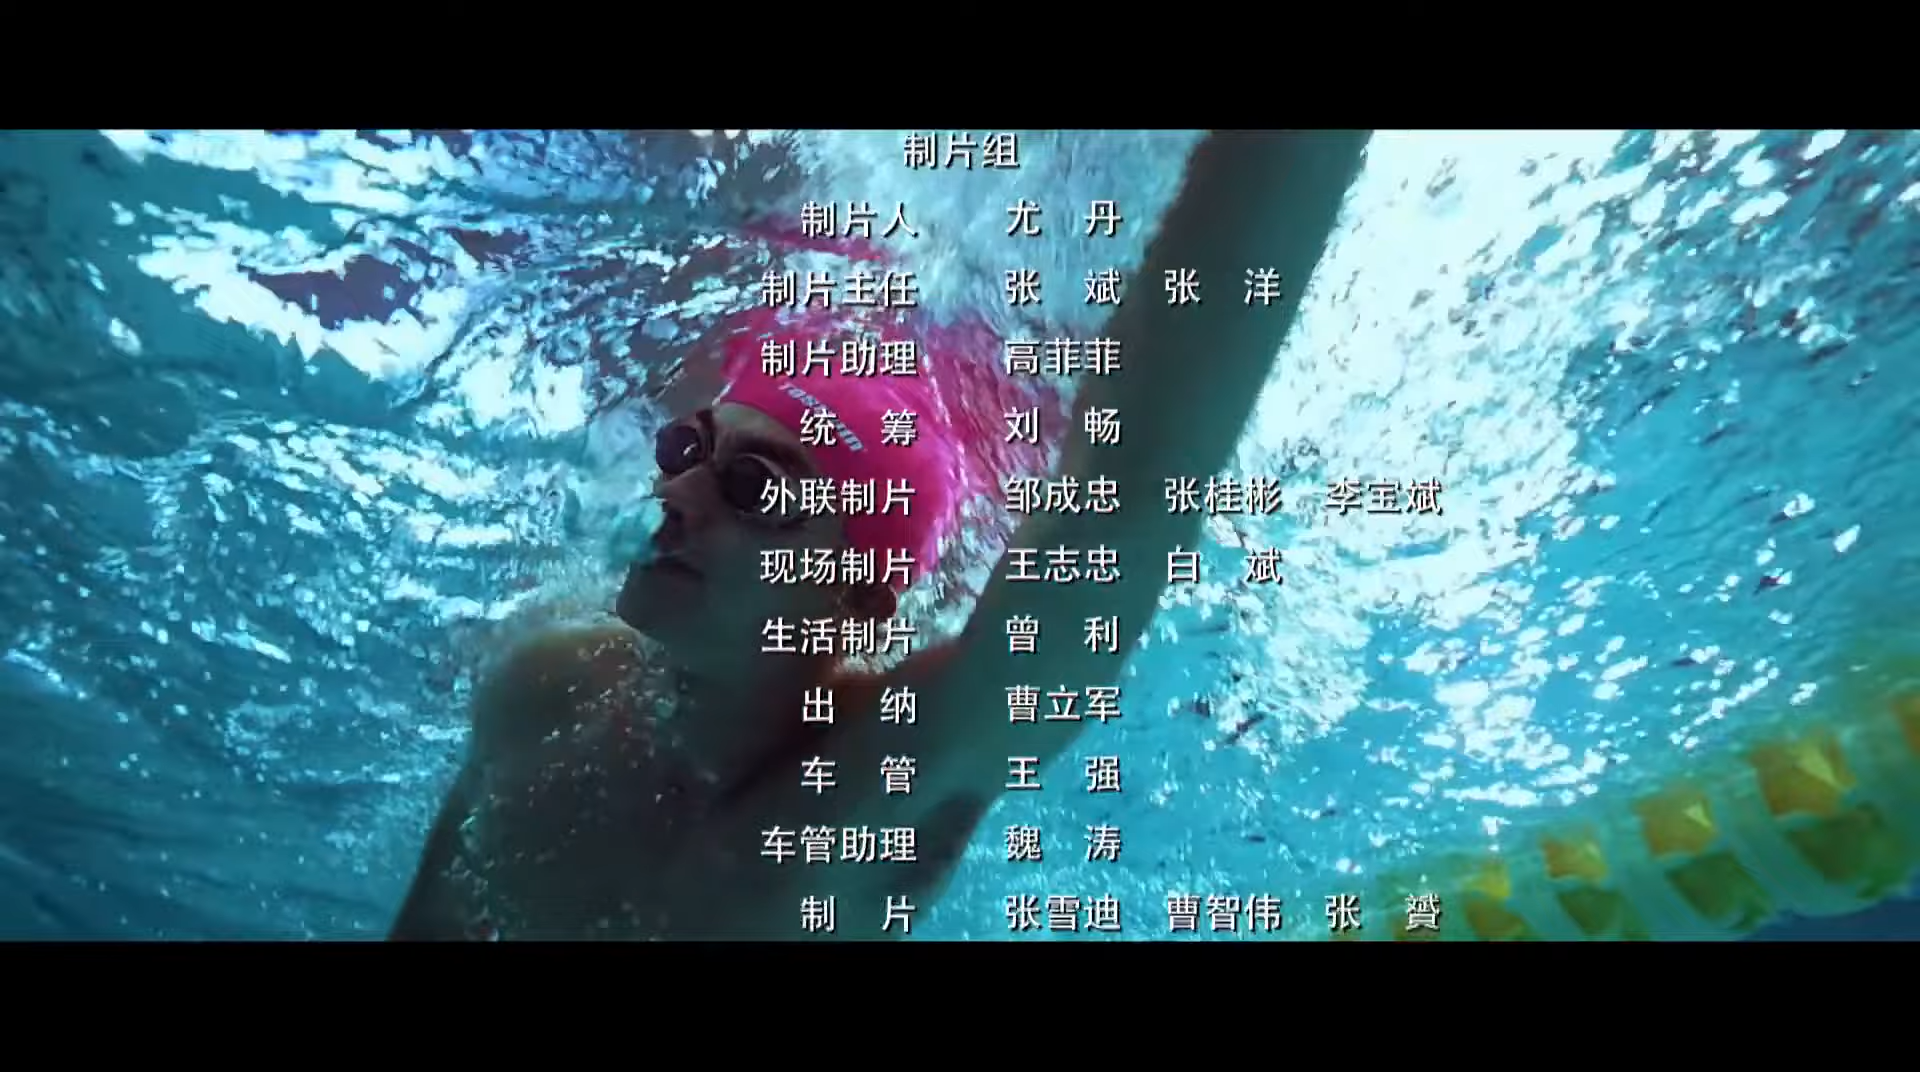 制片组
制片人 尤 丹
制片主任 张 斌 张 洋
制片助理 高菲菲
统 筹 刘 畅
外联制片 邹成忠 张桂彬 李宝斌
现场制片 王志忠 白 斌
生活制片 曾 利
出 纳 曹立军
车 管 王 强
车管助理 魏 涛
制 片 张雪迪 曹智伟 张 赟